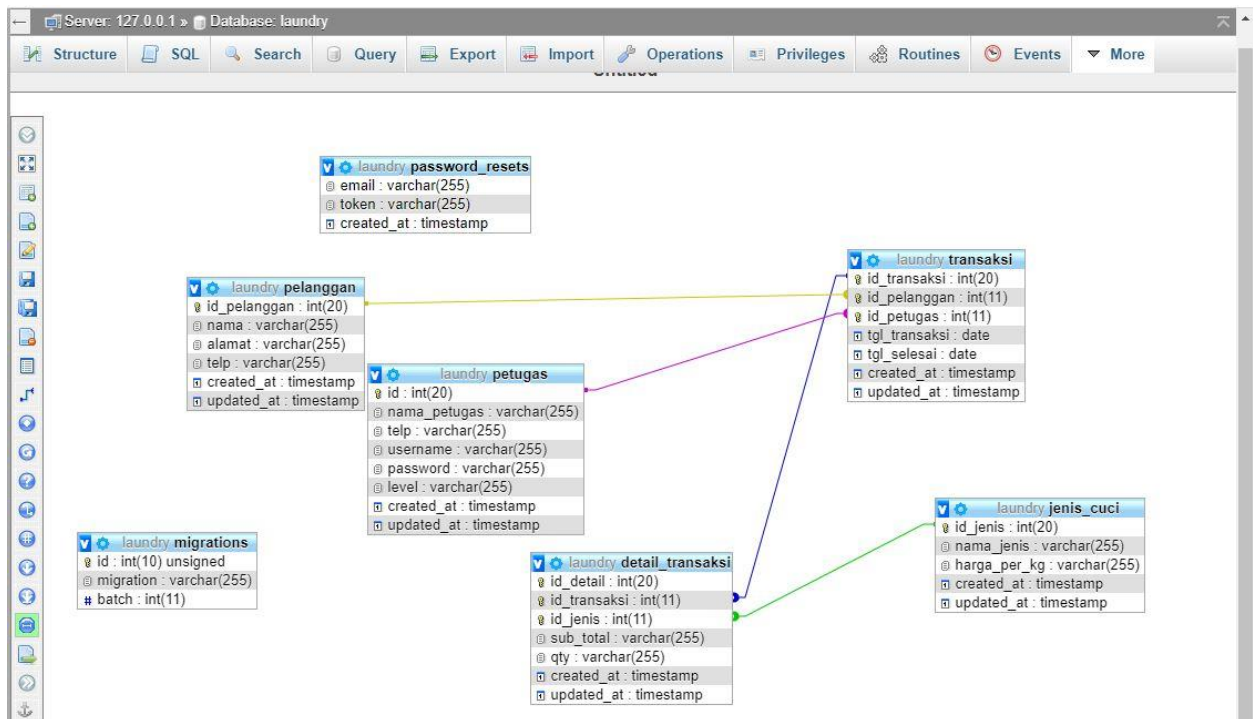 Server: 127.0.0.1 » Database: laundry
Structure SQL Search Query Export Import Operations Privileges Routines Events More
Untitled
laundry password_resets
email : varchar(255)
token : varchar(255)
created_at : timestamp
laundry transaksi
id_transaksi : int(20)
id_pelanggan : int(11)
id_petugas : int(11)
tgl_transaksi : date
tgl_selesai : date
created_at : timestamp
updated_at : timestamp
laundry pelanggan
id_pelanggan : int(20)
nama : varchar(255)
alamat : varchar(255)
telp : varchar(255)
created_at : timestamp
updated_at : timestamp
laundry petugas
id : int(20)
nama_petugas : varchar(255)
telp : varchar(255)
username : varchar(255)
password : varchar(255)
level : varchar(255)
created_at : timestamp
updated_at : timestamp
laundry jenis_cuci
id_jenis : int(20)
nama_jenis : varchar(255)
harga_per_kg : varchar(255)
created_at : timestamp
updated_at : timestamp
laundry migrations
id : int(10) unsigned
migration : varchar(255)
# batch : int(11)
laundry detail_transaksi
id_detail : int(20)
id_transaksi : int(11)
id_jenis : int(11)
sub_total : varchar(255)
qty : varchar(255)
created_at : timestamp
updated_at : timestamp